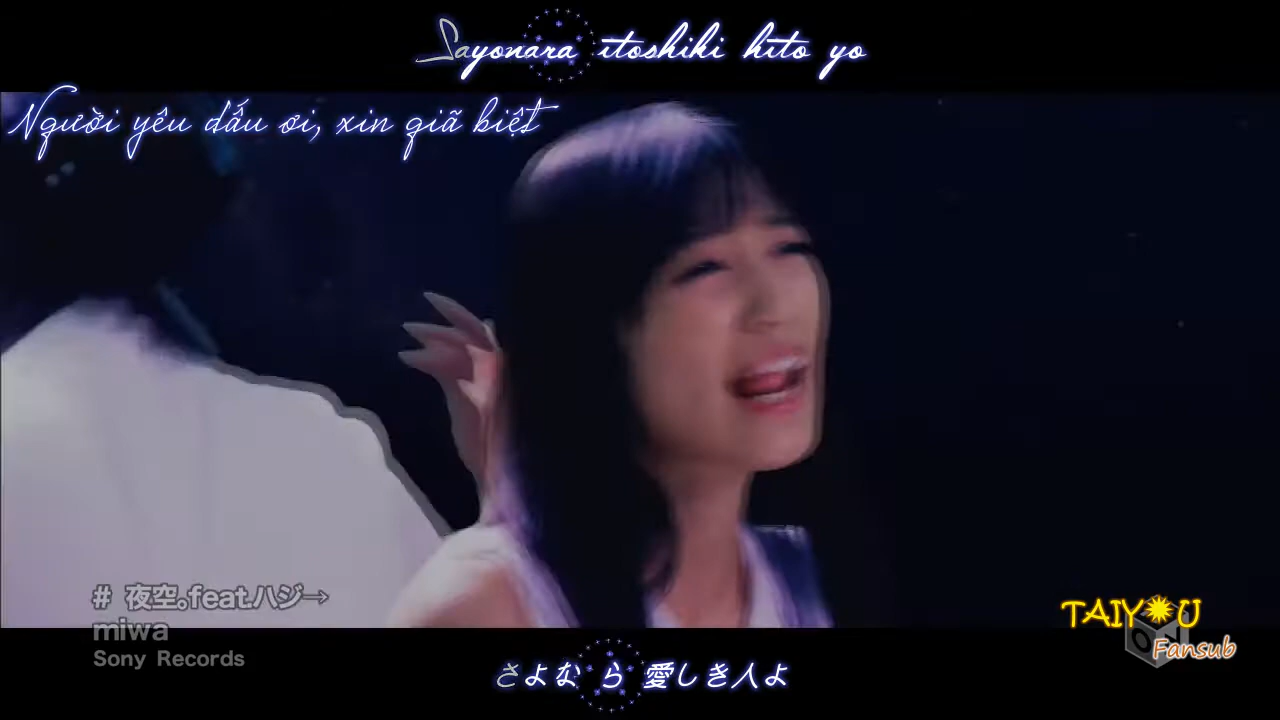 Sayonara itoshiki hito yo
Người yêu dấu ơi, xin giã biệt
# 夜空。feat.ハジ→
miwa
Sony Records
TAIYOU
Fansub
さよなら 愛しき人よ